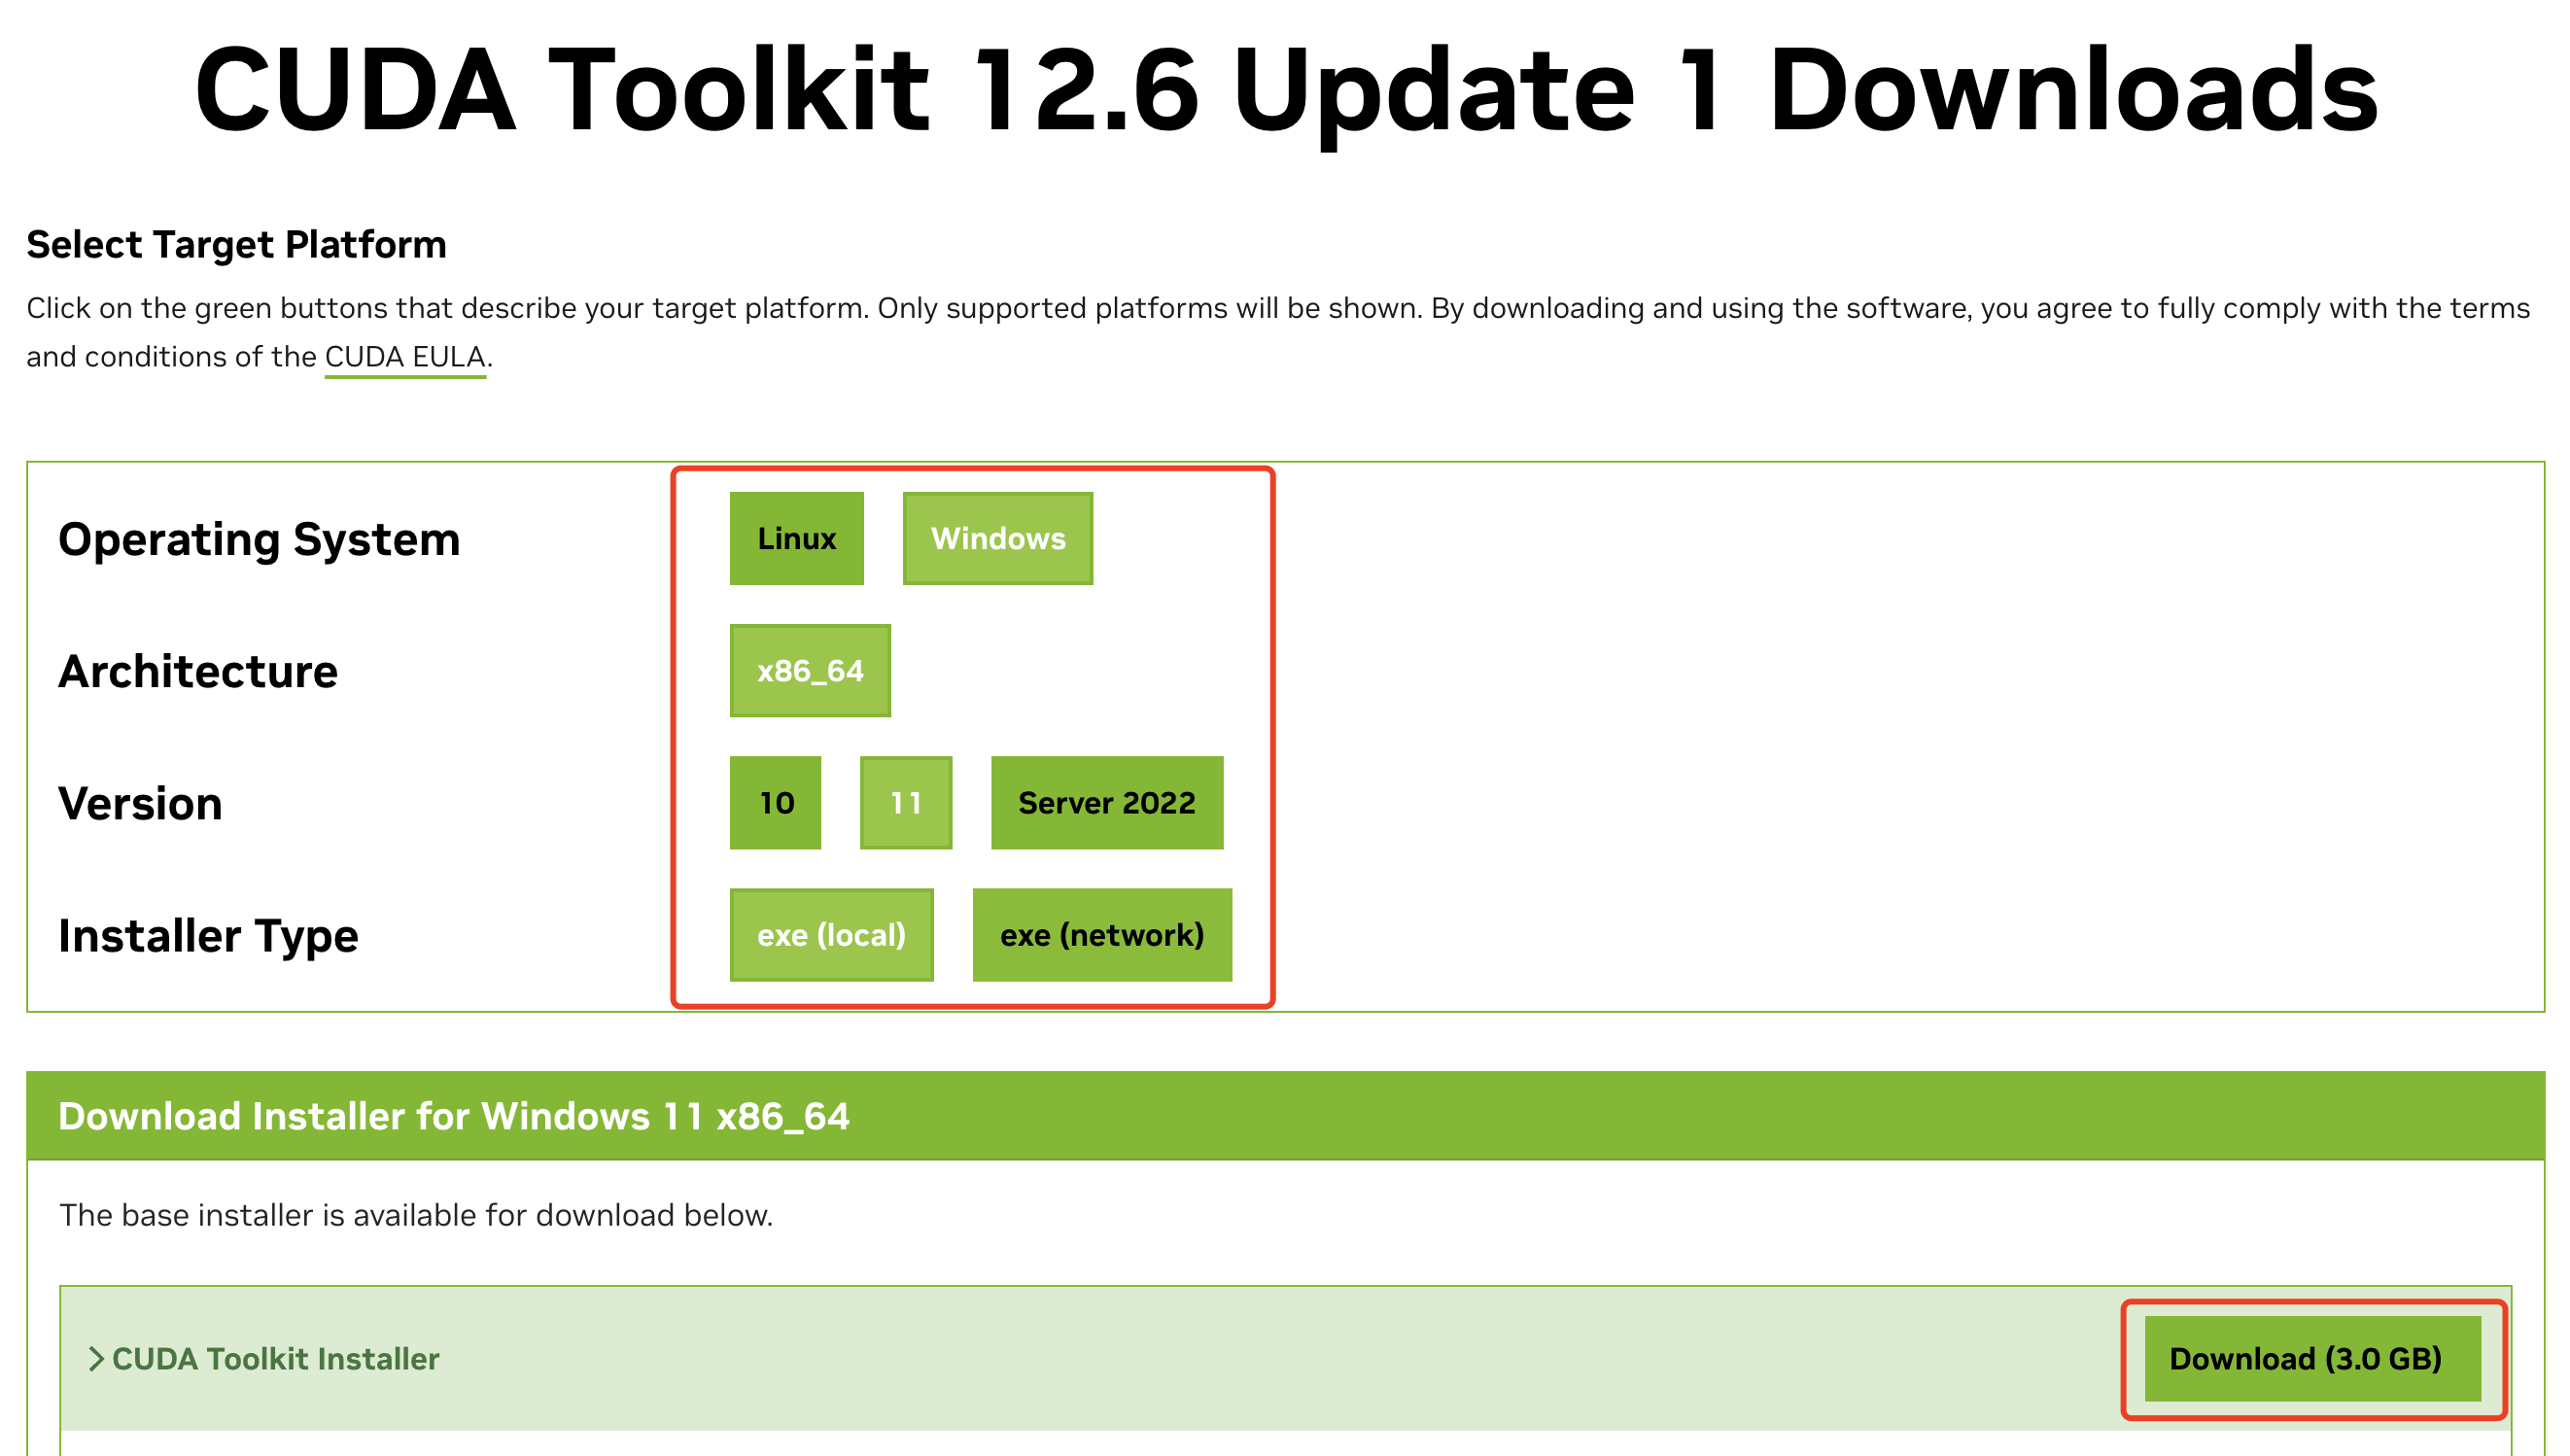 CUDA Toolkit 12.6 Update 1 Downloads
Select Target Platform
Click on the green buttons that describe your target platform. Only supported platforms will be shown. By downloading and using the software, you agree to fully comply with the terms
and conditions of the CUDA EULA.
Operating System Linux Windows
Architecture x86_64
Version 10 11 Server 2022
Installer Type exe (local) exe (network)
Download Installer for Windows 11 x86_64
The base installer is available for download below.
CUDA Toolkit Installer Download (3.0 GB)